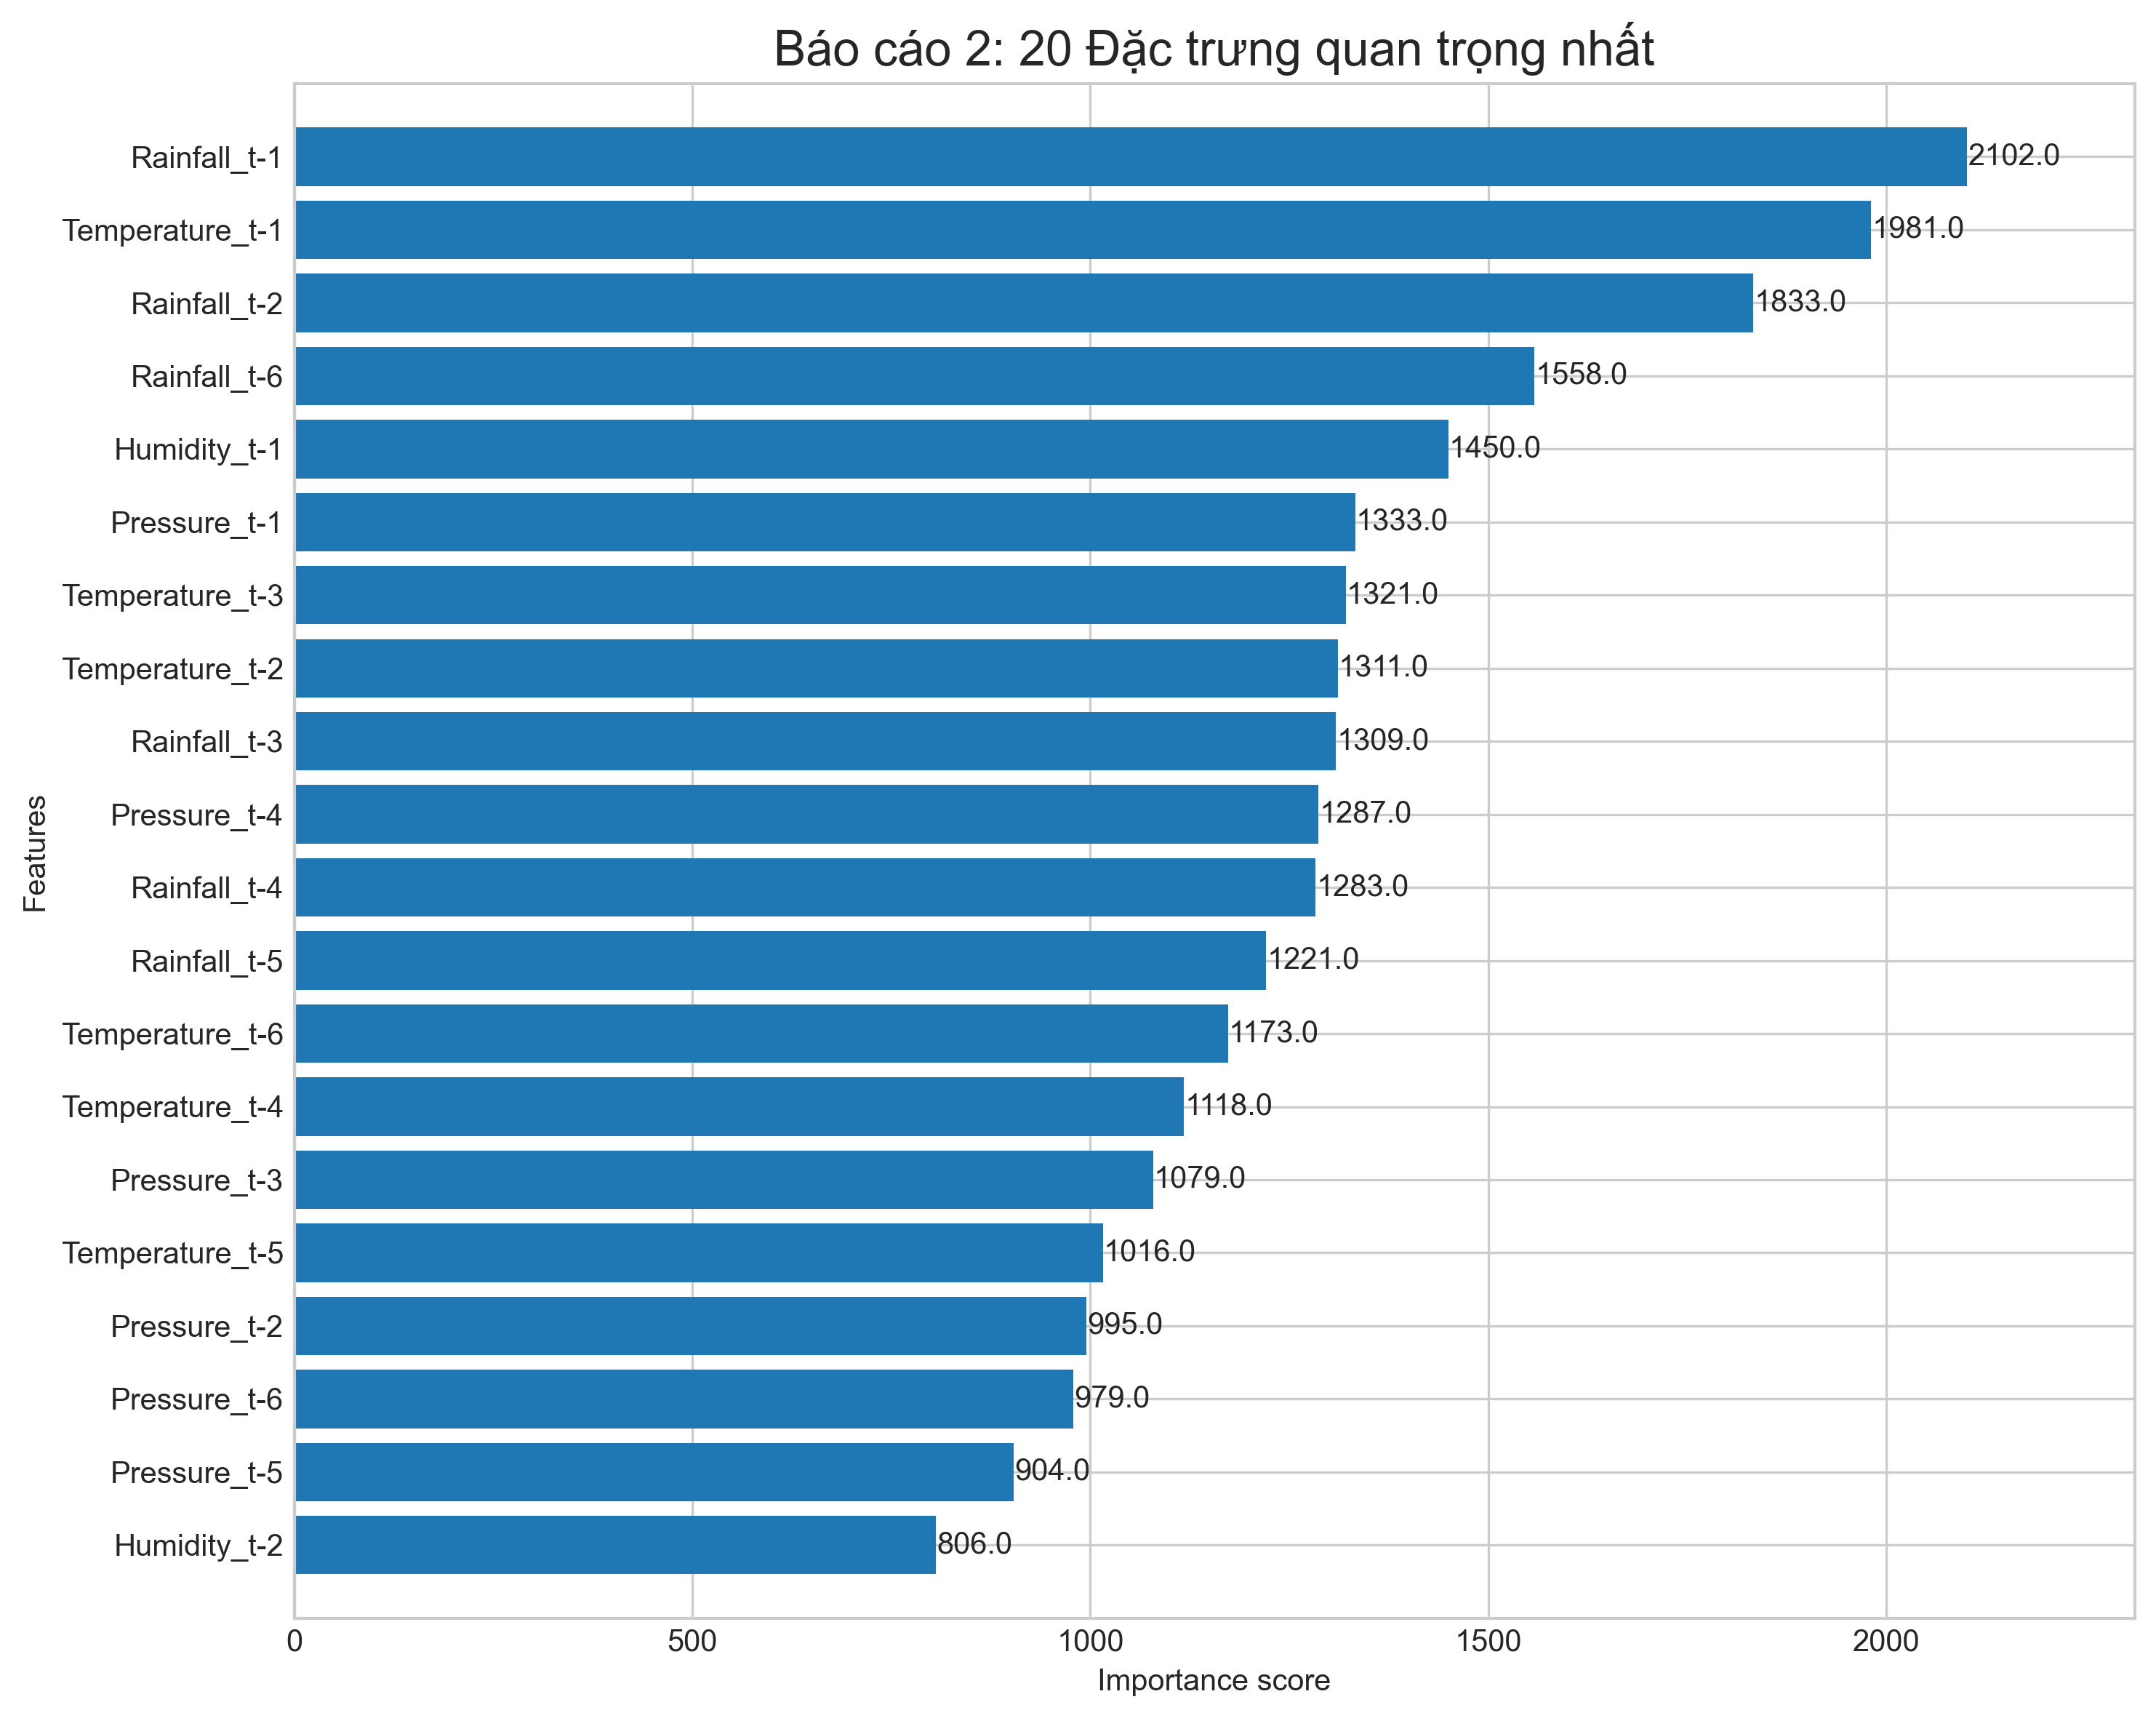 Báo cáo 2: 20 Đặc trưng quan trọng nhất
Rainfall_t-1 2102.0
Temperature_t-1 1981.0
Rainfall_t-2 1833.0
Rainfall_t-6 1558.0
Humidity_t-1 1450.0
Pressure_t-1 1333.0
Temperature_t-3 1321.0
Temperature_t-2 1311.0
Rainfall_t-3 1309.0
Pressure_t-4 1287.0
Rainfall_t-4 1283.0
Rainfall_t-5 1221.0
Temperature_t-6 1173.0
Temperature_t-4 1118.0
Pressure_t-3 1079.0
Temperature_t-5 1016.0
Pressure_t-2 995.0
Pressure_t-6 979.0
Pressure_t-5 904.0
Humidity_t-2 806.0
Features
0 500 1000 1500 2000
Importance score